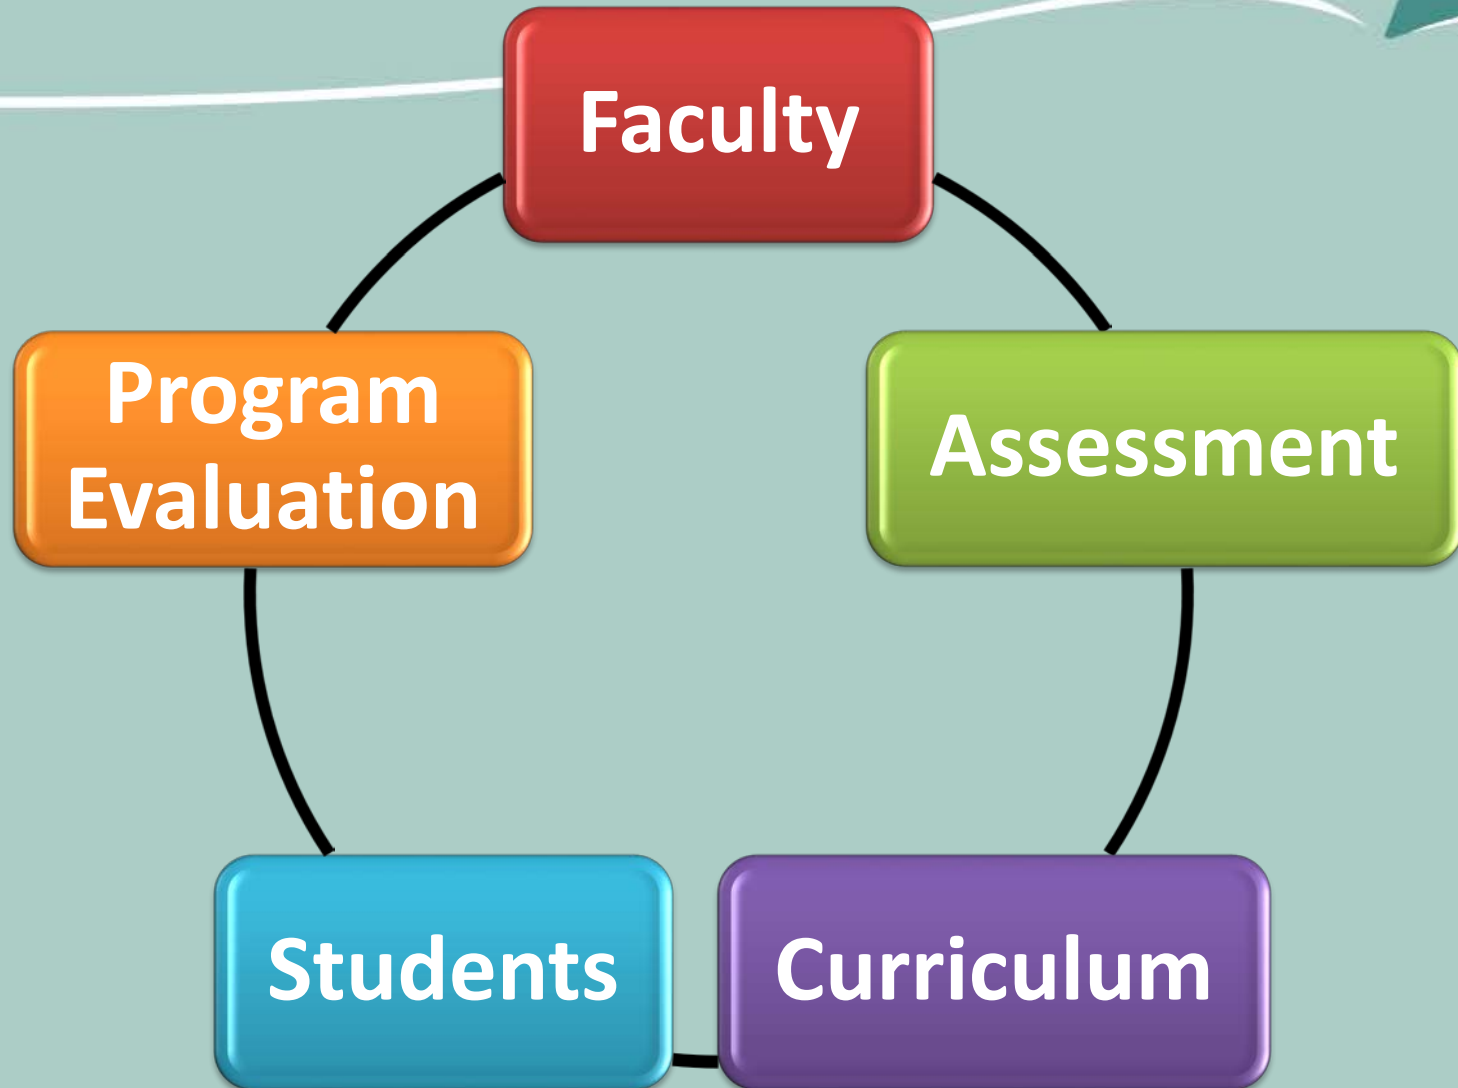 Faculty
Program
Evaluation
Assessment
Students
Curriculum